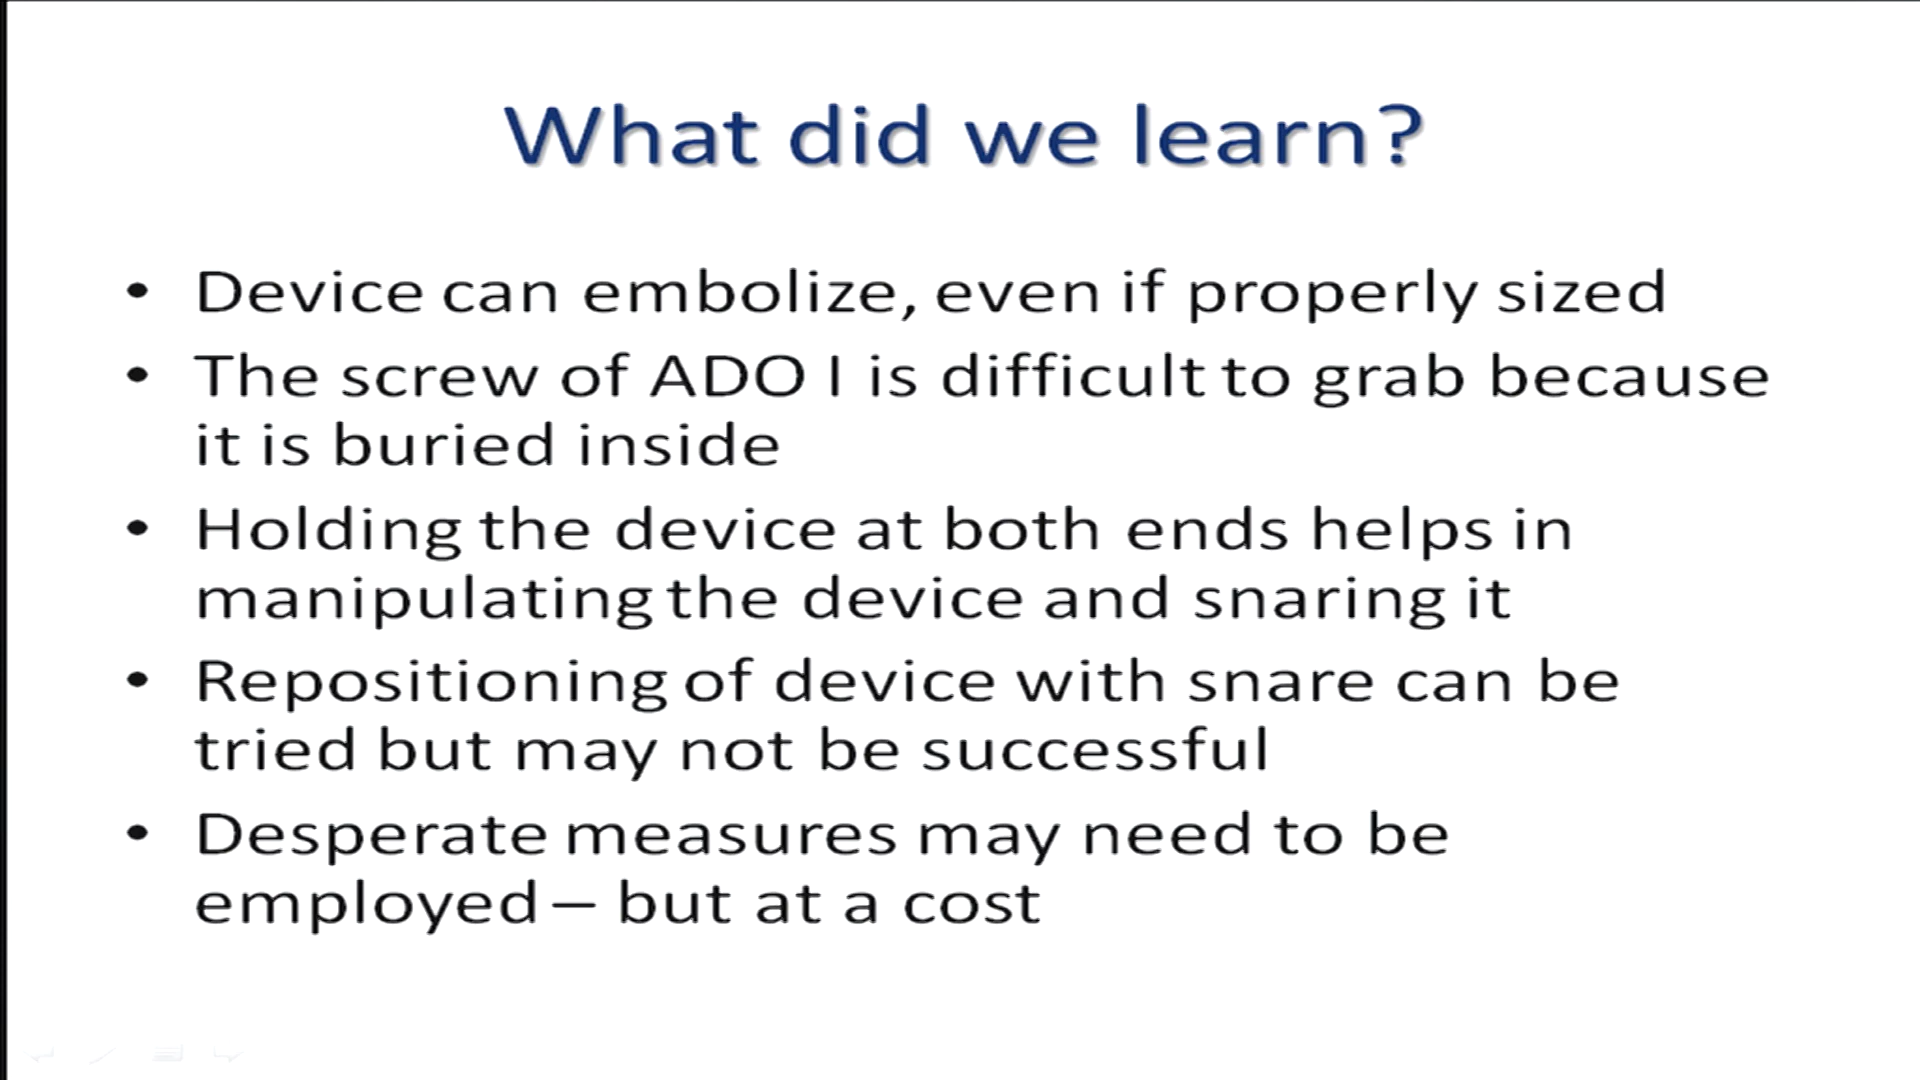 What did we learn?
• Device can embolize, even if properly sized
• The screw of ADO I is difficult to grab because
it is buried inside
• Holding the device at both ends helps in
manipulating the device and snaring it
• Repositioning of device with snare can be
tried but may not be successful
• Desperate measures may need to be
employed – but at a cost